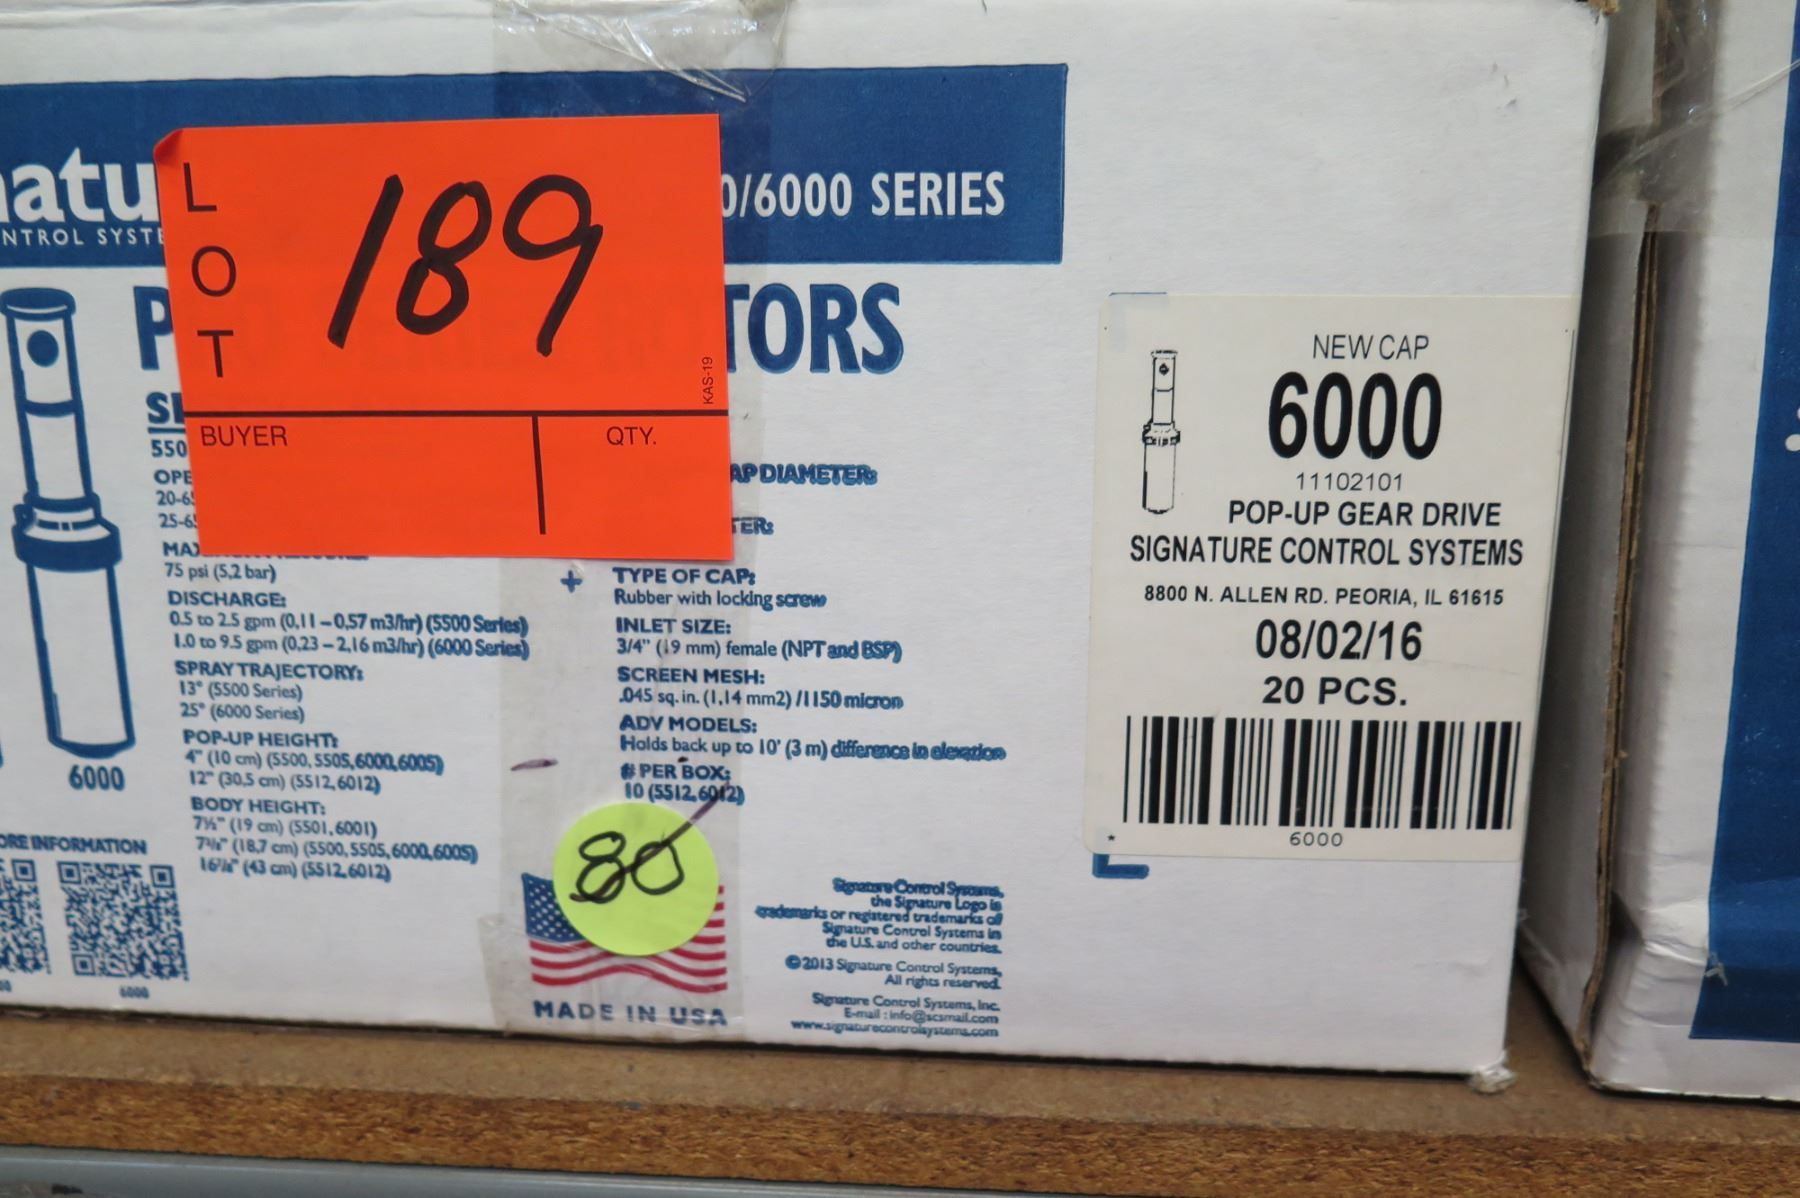 LOT
189
KAS-19
BUYER
QTY.
0/6000 SERIES
NTROL SYSTE
TORS
550
OPE
20-6
25-6
75 psi (5,2 bar)
DISCHARGE:
0.5 to 2.5 gpm (0,11 – 0,57 m3/hr) (5500 Series)
1.0 to 9.5 gpm (0,23 – 2,16 m3/hr) (6000 Series)
SPRAY TRAJECTORY:
13° (5500 Series)
25° (6000 Series)
POP-UP HEIGHT:
4" (10 cm) (5500, 5505, 6000, 6005)
12" (30,5 cm) (5512, 6012)
BODY HEIGHT:
7½" (19 cm) (5501, 6001)
(18,7 cm) (5500, 5505, 6000, 6005)
(43 cm) (5512, 6012)
6000
ORE INFORMATION
6000
AP DIAMETER:
TER:
+ TYPE OF CAP:
Rubber with locking screw
INLET SIZE:
3/4" (19 mm) female (NPT and BSP)
SCREEN MESH:
.045 sq. in. (1,14 mm2) /1150 micron
ADV MODELS:
Holds back up to 10' (3 m) difference in elevation
# PER BOX:
10 (5512, 6012)
80
MADE IN USA
Signature Control Systems,
the Signature Logo is
trademarks or registered trademarks of
Signature Control Systems in
the U.S. and other countries.
© 2013 Signature Control Systems,
All rights reserved.
Signature Control Systems, Inc.
E-mail : info@scsmail.com
www.signaturecontrolsystems.com
NEW CAP
6000
11102101
POP-UP GEAR DRIVE
SIGNATURE CONTROL SYSTEMS
8800 N. ALLEN RD. PEORIA, IL 61615
08/02/16
20 PCS.
* 6000